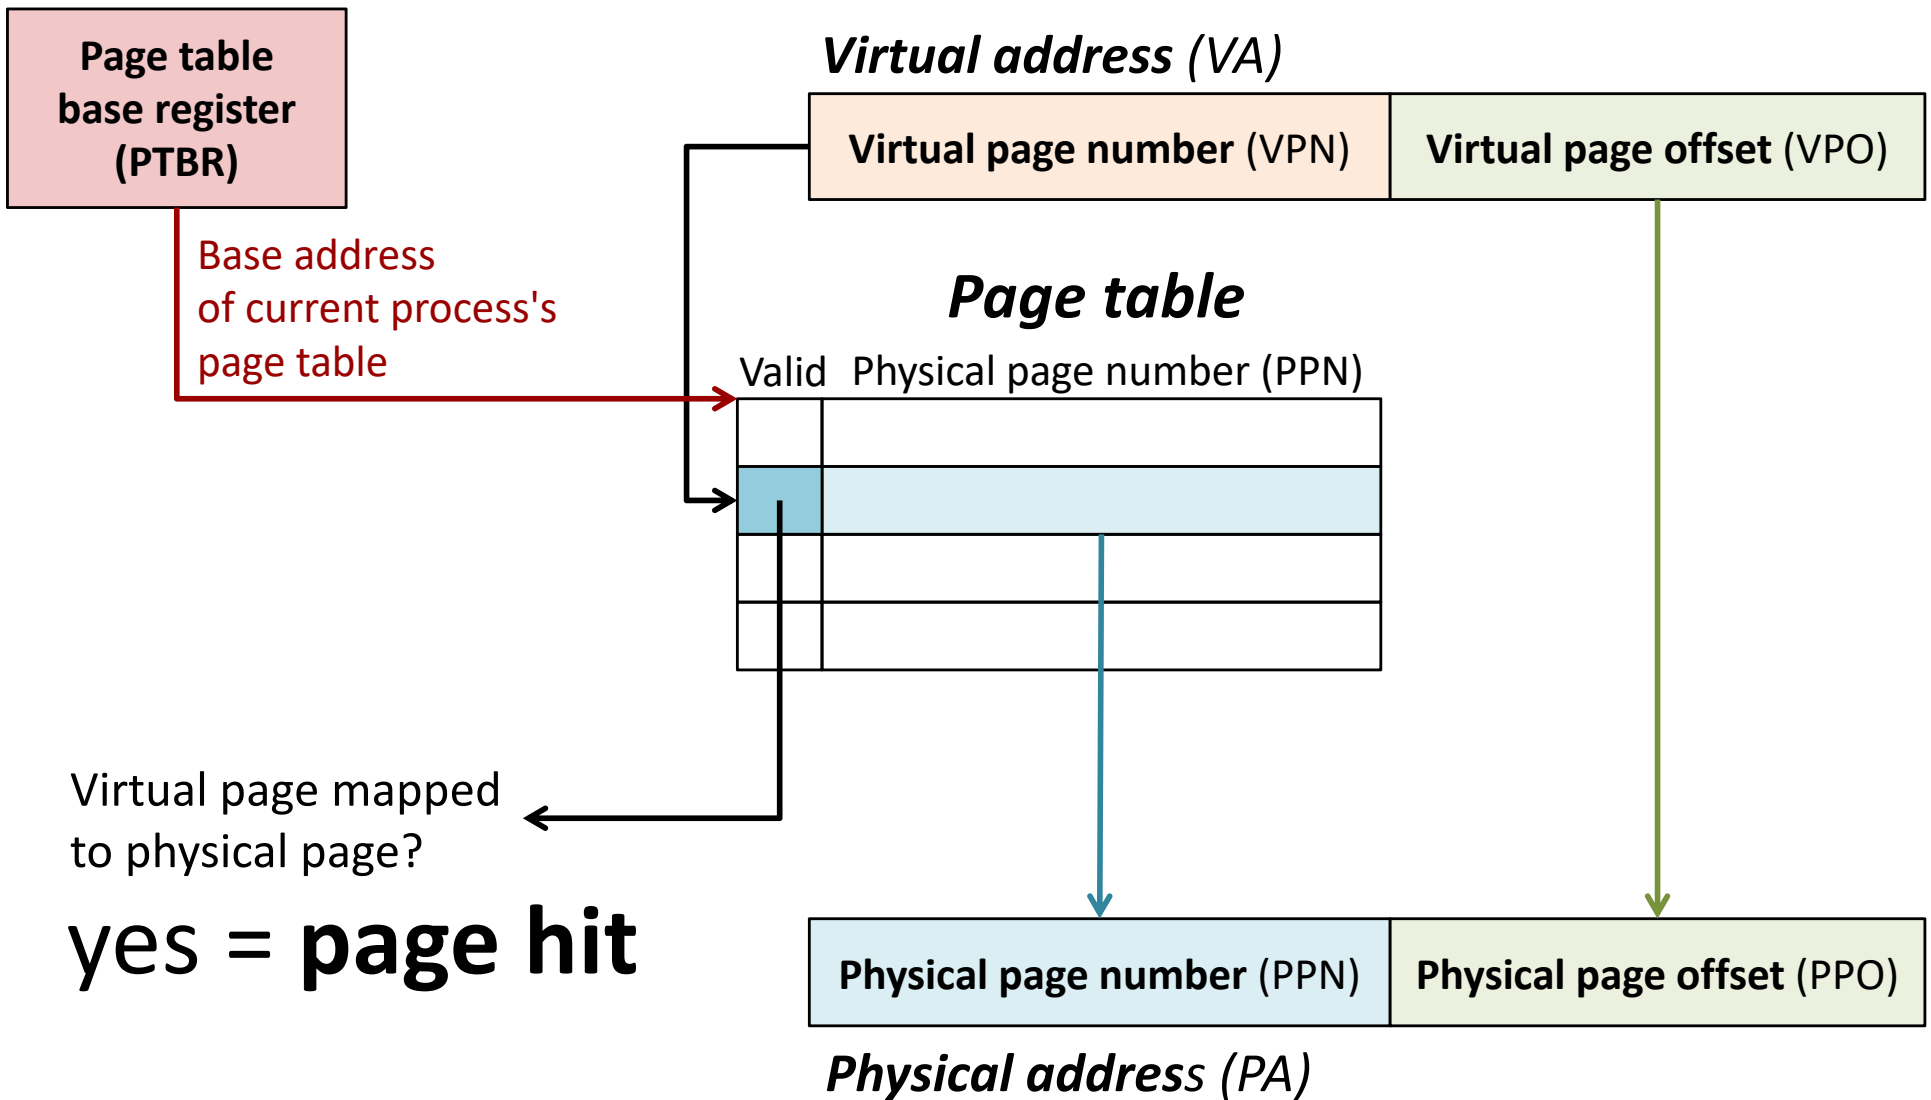 Page table
base register
(PTBR)
Virtual address (VA)
Virtual page number (VPN)
Virtual page offset (VPO)
Base address
of current process's
page table
Page table
Valid
Physical page number (PPN)
Virtual page mapped
to physical page?
yes = page hit
Physical page number (PPN)
Physical page offset (PPO)
Physical address (PA)